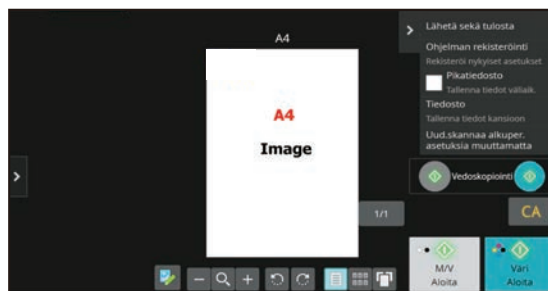 A4
A4
Image
1/1
Lähetä sekä tulosta
Ohjelman rekisteröinti
Rekisteröi nykyiset asetukset
Pikatiedosto
Tallenna tiedot väliaik.
Tiedosto
Tallenna tiedot kansioon
Uud.skannaa alkuper.
asetuksia muuttamatta
Vedoskopiointi
CA
M/V
Aloita
Väri
Aloita